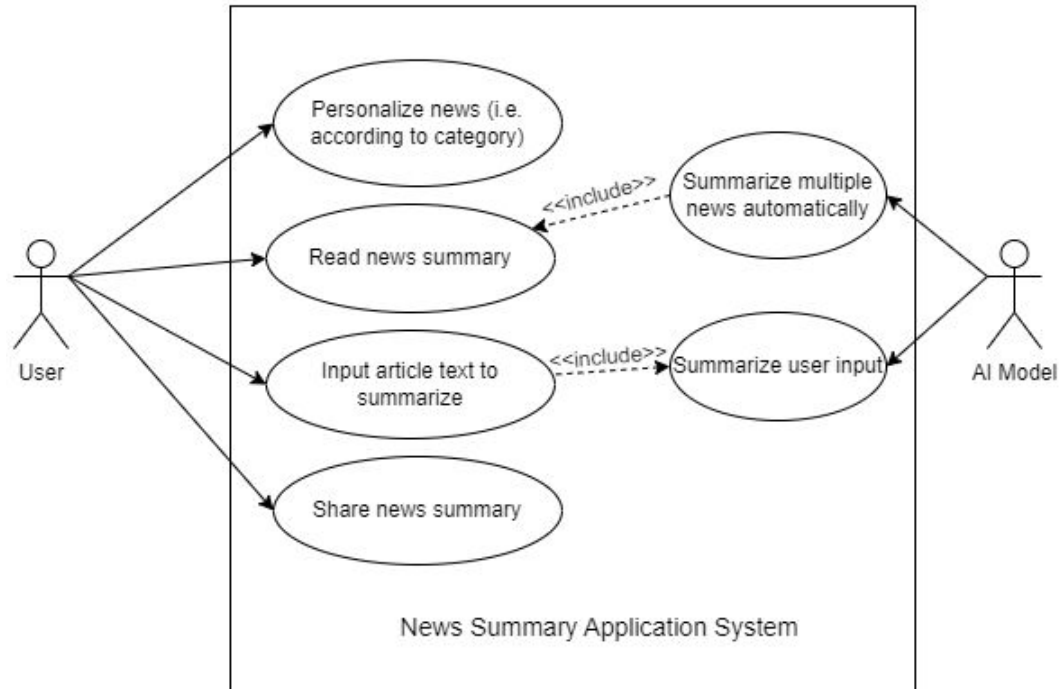 Personalize news (i.e.
according to category)
<<include>>
Summarize multiple
news automatically
Read news summary
User
Input article text to
summarize
<<include>>
Summarize user input
AI Model
Share news summary
News Summary Application System